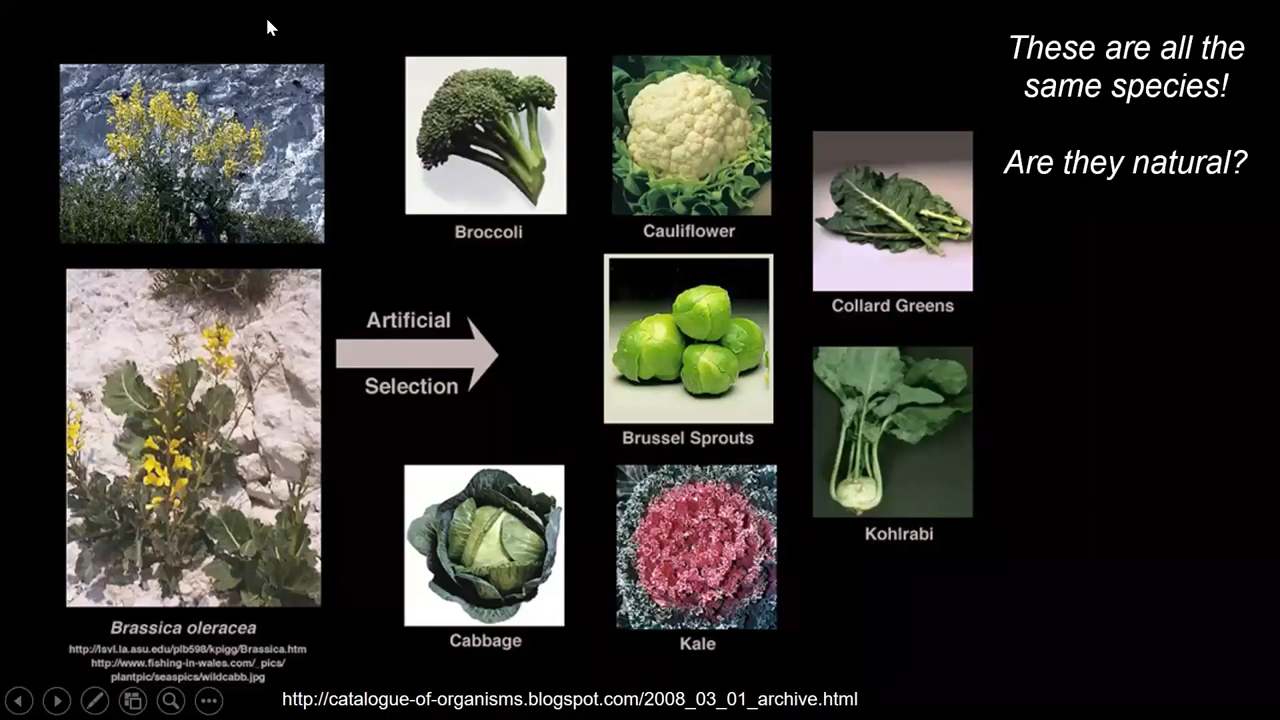 These are all the
same species!
Are they natural?
Broccoli
Cauliflower
Collard Greens
Artificial
Selection
Brussel Sprouts
Kohlrabi
Cabbage
Kale
Brassica oleracea
http://lsvl.la.asu.edu/plb598/kpigg/Brassica.htm
http://www.fishing-in-wales.com/_pics/
plantpic/seaspics/wildcabb.jpg
http://catalogue-of-organisms.blogspot.com/2008_03_01_archive.html